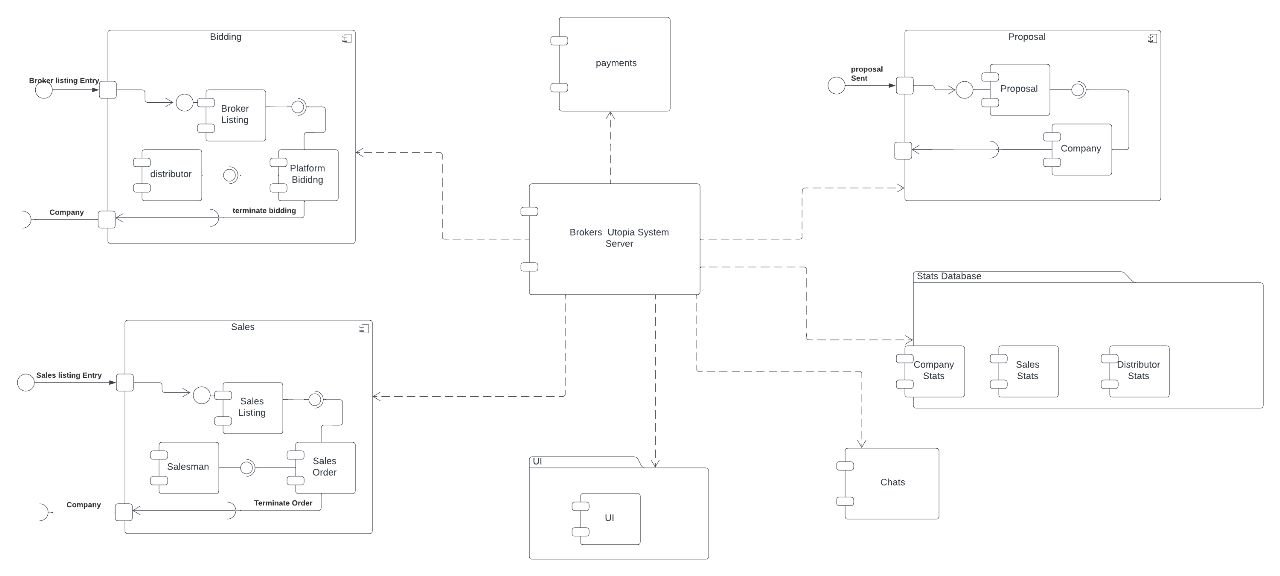 Bidding
Broker listing Entry
Broker
Listing
distributor
Platform
Bididng
Company
terminate bidding
payments
Proposal
proposal
Sent
Proposal
Company
Brokers Utopia System
Server
Stats Database
Company
Stats
Sales
Stats
Distributor
Stats
Sales
Sales listing Entry
Sales
Listing
Salesman
Sales
Order
Company
Terminate Order
UI
UI
Chats